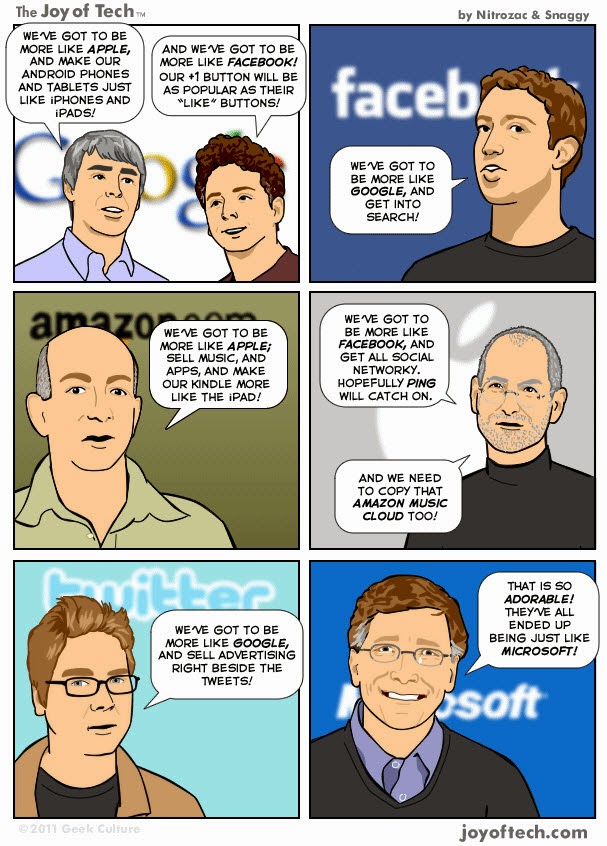 The Joy of Tech™
by Nitrozac & Snaggy
WE'VE GOT TO BE
MORE LIKE APPLE,
AND MAKE OUR
ANDROID PHONES
AND TABLETS JUST
LIKE iPHONES AND
iPADS!
AND WE'VE GOT TO BE
MORE LIKE FACEBOOK!
OUR +1 BUTTON WILL BE
AS POPULAR AS THEIR
"LIKE" BUTTONS!
Goog
faceb
WE'VE GOT TO
BE MORE LIKE
GOOGLE, AND
GET INTO
SEARCH!
amazon.com
WE'VE GOT TO BE
MORE LIKE APPLE;
SELL MUSIC, AND
APPS, AND MAKE
OUR KINDLE MORE
LIKE THE iPAD!
WE'VE GOT TO
BE MORE LIKE
FACEBOOK, AND
GET ALL SOCIAL
NETWORKY.
HOPEFULLY PING
WILL CATCH ON.
AND WE NEED
TO COPY THAT
AMAZON MUSIC
CLOUD TOO!
twitter
WE'VE GOT TO BE
MORE LIKE GOOGLE,
AND SELL ADVERTISING
RIGHT BESIDE THE
TWEETS!
THAT IS SO
ADORABLE!
THEY'VE ALL
ENDED UP
BEING JUST LIKE
MICROSOFT!
M osoft
© 2011 Geek Culture
joyoftech.com